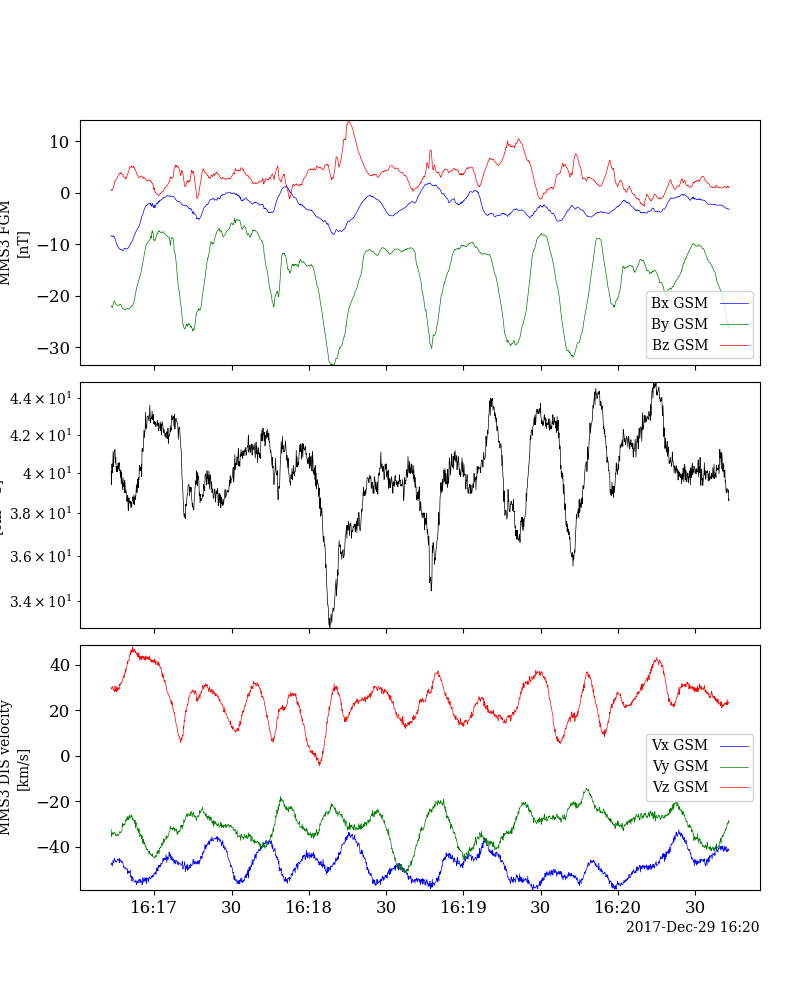 MMS3 FGM
[nT]
10
0
−10
−20
−30
Bx GSM
By GSM
Bz GSM
4.4 × 10¹
4.2 × 10¹
4 × 10¹
3.8 × 10¹
3.6 × 10¹
3.4 × 10¹
MMS3 DIS velocity
[km/s]
40
20
0
−20
−40
Vx GSM
Vy GSM
Vz GSM
16:17
30
16:18
30
16:19
30
16:20
30
2017-Dec-29 16:20